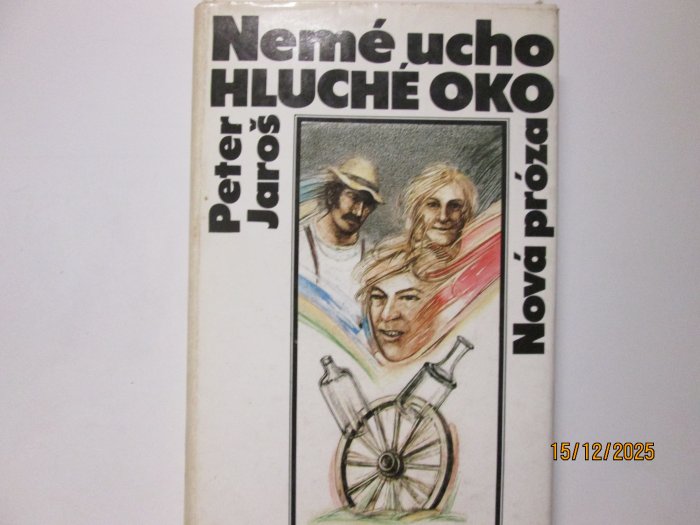 Nemé ucho
HLUCHÉ OKO
Peter
Jaroš
Nová próza
15/12/2025